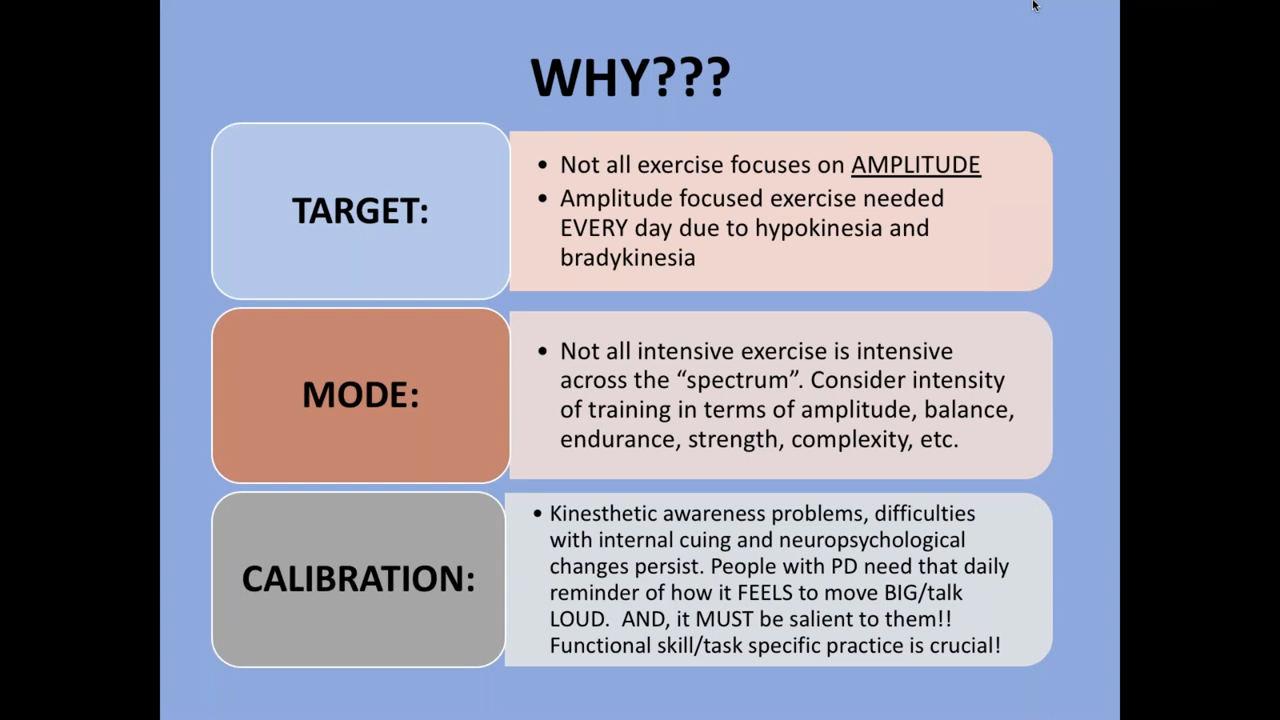 WHY???
TARGET:
• Not all exercise focuses on AMPLITUDE
• Amplitude focused exercise needed
EVERY day due to hypokinesia and
bradykinesia
MODE:
• Not all intensive exercise is intensive
across the “spectrum”. Consider intensity
of training in terms of amplitude, balance,
endurance, strength, complexity, etc.
CALIBRATION:
• Kinesthetic awareness problems, difficulties
with internal cuing and neuropsychological
changes persist. People with PD need that daily
reminder of how it FEELS to move BIG/talk
LOUD.  AND, it MUST be salient to them!!
Functional skill/task specific practice is crucial!